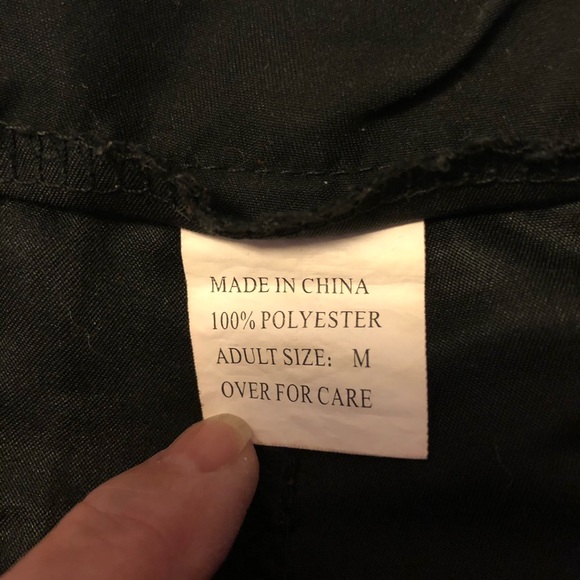 MADE IN CHINA
100% POLYESTER
ADULT SIZE: M
OVER FOR CARE